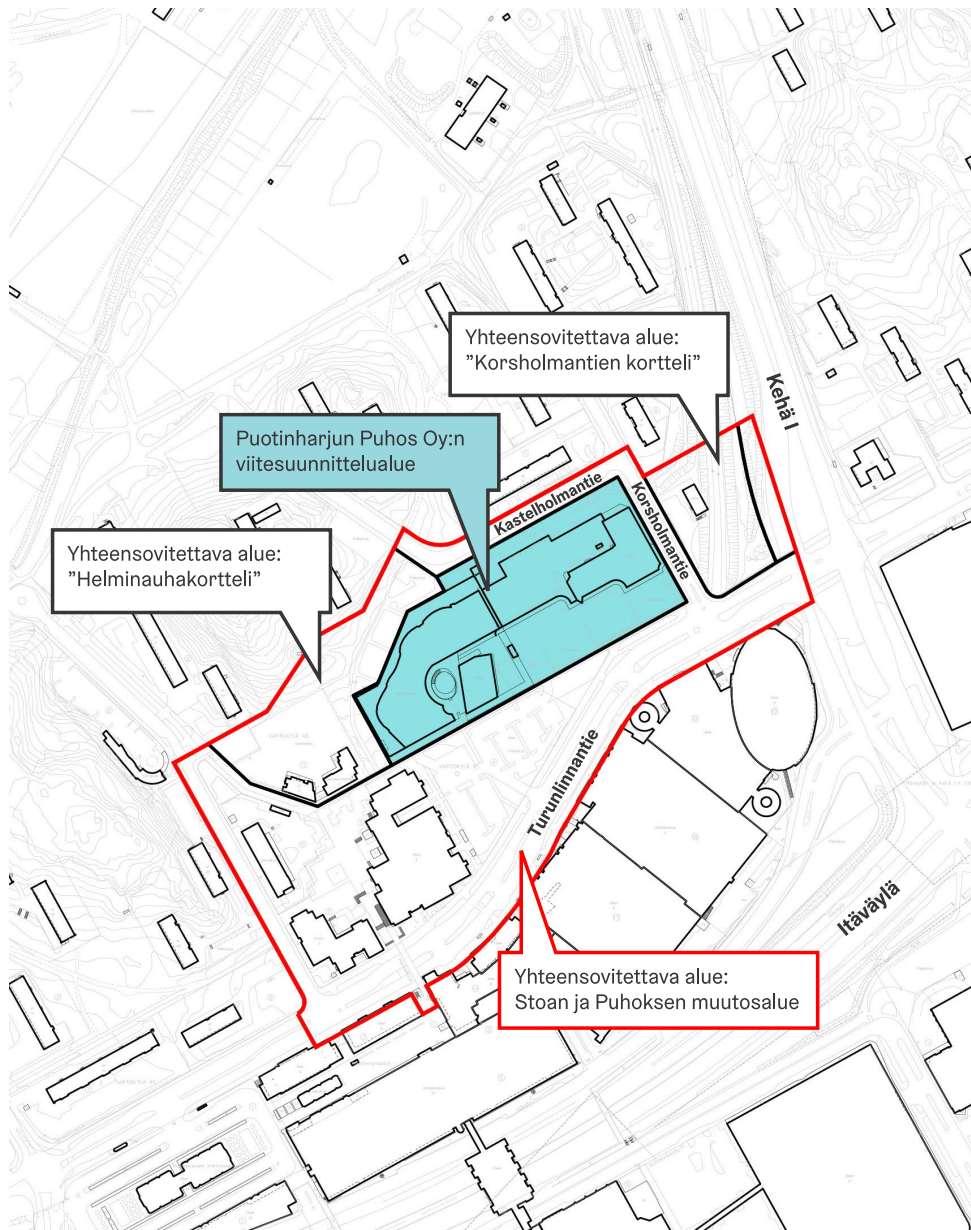 Yhteensovitettava alue:
”Korsholmantien kortteli”
Kehä I
Puotinharjun Puhos Oy:n
viitesuunnittelualue
Kastelholmantie
Korsholmantie
Yhteensovitettava alue:
”Helminauhakortteli”
Turunlinnantie
Itäväylä
Yhteensovitettava alue:
Stoan ja Puhoksen muutosalue